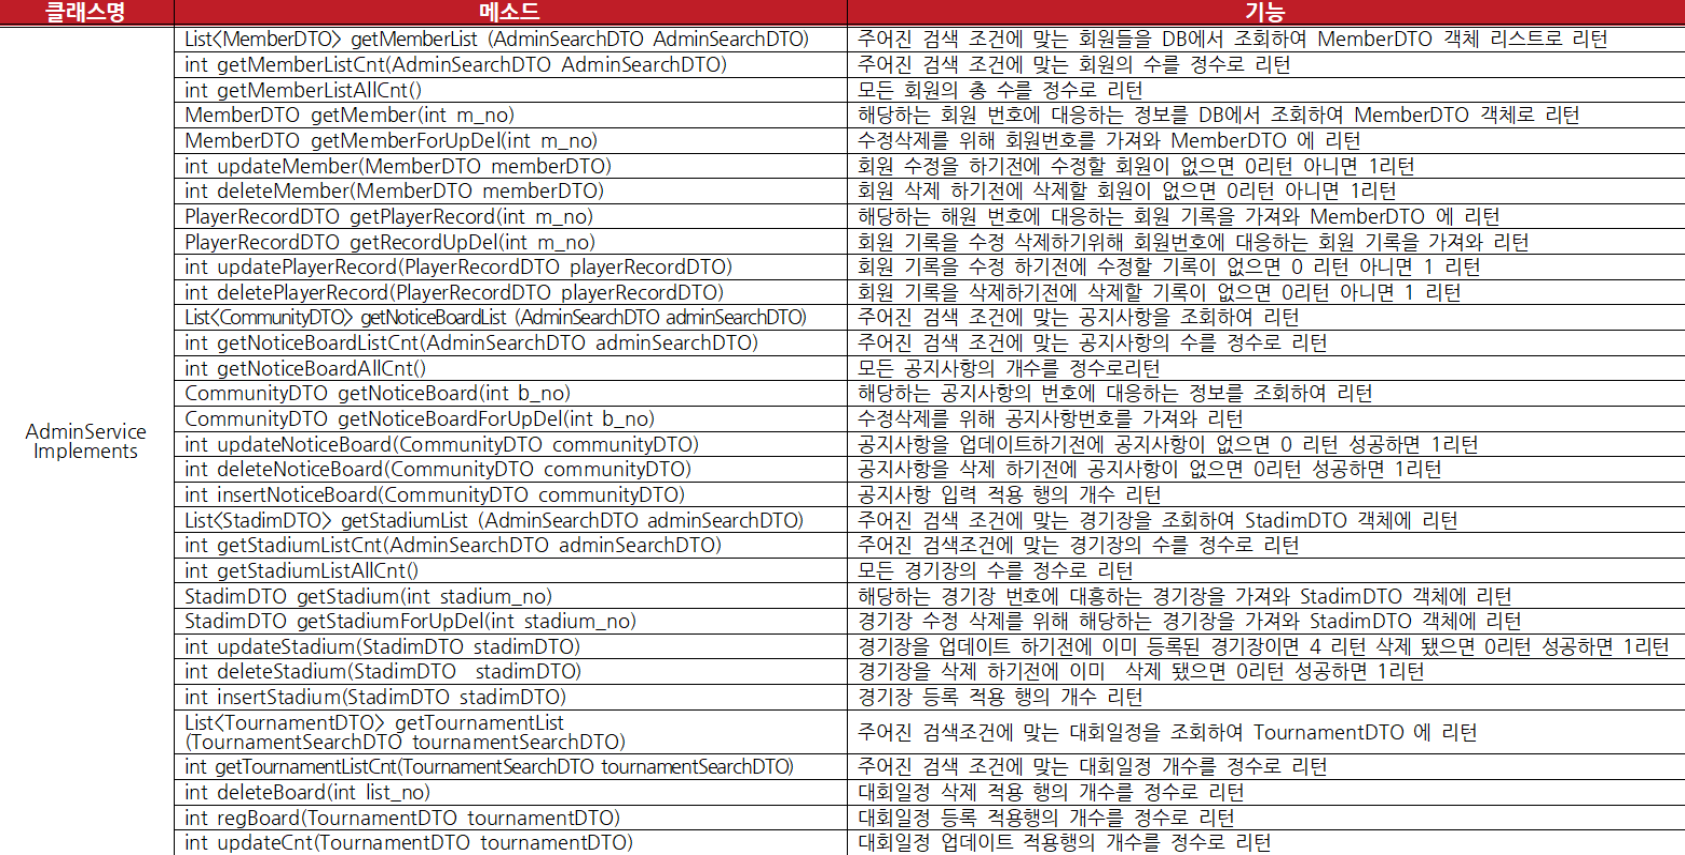 클래스명 메소드 기능
AdminService
Implements
List<MemberDTO> getMemberList (AdminSearchDTO AdminSearchDTO) 주어진 검색 조건에 맞는 회원들을 DB에서 조회하여 MemberDTO 객체 리스트로 리턴
int getMemberListCnt(AdminSearchDTO AdminSearchDTO) 주어진 검색 조건에 맞는 회원의 수를 정수로 리턴
int getMemberListAllCnt() 모든 회원의 총 수를 정수로 리턴
MemberDTO getMember(int m_no) 해당하는 회원 번호에 대응하는 정보를 DB에서 조회하여 MemberDTO 객체로 리턴
MemberDTO getMemberForUpDel(int m_no) 수정삭제를 위해 회원번호를 가져와 MemberDTO 에 리턴
int updateMember(MemberDTO memberDTO) 회원 수정을 하기전에 수정할 회원이 없으면 0리턴 아니면 1리턴
int deleteMember(MemberDTO memberDTO) 회원 삭제 하기전에 삭제할 회원이 없으면 0리턴 아니면 1리턴
PlayerRecordDTO getPlayerRecord(int m_no) 해당하는 해원 번호에 대응하는 회원 기록을 가져와 MemberDTO 에 리턴
PlayerRecordDTO getRecordUpDel(int m_no) 회원 기록을 수정 삭제하기위해 회원번호에 대응하는 회원 기록을 가져와 리턴
int updatePlayerRecord(PlayerRecordDTO playerRecordDTO) 회원 기록을 수정 하기전에 수정할 기록이 없으면 0 리턴 아니면 1 리턴
int deletePlayerRecord(PlayerRecordDTO playerRecordDTO) 회원 기록을 삭제하기전에 삭제할 기록이 없으면 0리턴 아니면 1 리턴
List<CommunityDTO> getNoticeBoardList (AdminSearchDTO adminSearchDTO) 주어진 검색 조건에 맞는 공지사항을 조회하여 리턴
int getNoticeBoardListCnt(AdminSearchDTO adminSearchDTO) 주어진 검색 조건에 맞는 공지사항의 수를 정수로 리턴
int getNoticeBoardAllCnt() 모든 공지사항의 개수를 정수로리턴
CommunityDTO getNoticeBoard(int b_no) 해당하는 공지사항의 번호에 대응하는 정보를 조회하여 리턴
CommunityDTO getNoticeBoardForUpDel(int b_no) 수정삭제를 위해 공지사항번호를 가져와 리턴
int updateNoticeBoard(CommunityDTO communityDTO) 공지사항을 업데이트하기전에 공지사항이 없으면 0 리턴 성공하면 1리턴
int deleteNoticeBoard(CommunityDTO communityDTO) 공지사항을 삭제 하기전에 공지사항이 없으면 0리턴 성공하면 1리턴
int insertNoticeBoard(CommunityDTO communityDTO) 공지사항 입력 적용 행의 개수 리턴
List<StadimDTO> getStadiumList (AdminSearchDTO adminSearchDTO) 주어진 검색 조건에 맞는 경기장을 조회하여 StadimDTO 객체에 리턴
int getStadiumListCnt(AdminSearchDTO adminSearchDTO) 주어진 검색조건에 맞는 경기장의 수를 정수로 리턴
int getStadiumListAllCnt() 모든 경기장의 수를 정수로 리턴
StadimDTO getStadium(int stadium_no) 해당하는 경기장 번호에 대흥하는 경기장을 가져와 StadimDTO 객체에 리턴
StadimDTO getStadiumForUpDel(int stadium_no) 경기장 수정 삭제를 위해 해당하는 경기장을 가져와 StadimDTO 객체에 리턴
int updateStadium(StadimDTO stadimDTO) 경기장을 업데이트 하기전에 이미 등록된 경기장이면 4 리턴 삭제 됐으면 0리턴 성공하면 1리턴
int deleteStadium(StadimDTO stadimDTO) 경기장을 삭제 하기전에 이미 삭제 됐으면 0리턴 성공하면 1리턴
int insertStadium(StadimDTO stadimDTO) 경기장 등록 적용 행의 개수 리턴
List<TournamentDTO> getTournamentList
(TournamentSearchDTO tournamentSearchDTO) 주어진 검색조건에 맞는 대회일정을 조회하여 TournamentDTO 에 리턴
int getTournamentListCnt(TournamentSearchDTO tournamentSearchDTO) 주어진 검색 조건에 맞는 대회일정 개수를 정수로 리턴
int deleteBoard(int list_no) 대회일정 삭제 적용 행의 개수를 정수로 리턴
int regBoard(TournamentDTO tournamentDTO) 대회일정 등록 적용행의 개수를 정수로 리턴
int updateCnt(TournamentDTO tournamentDTO) 대회일정 업데이트 적용행의 개수를 정수로 리턴